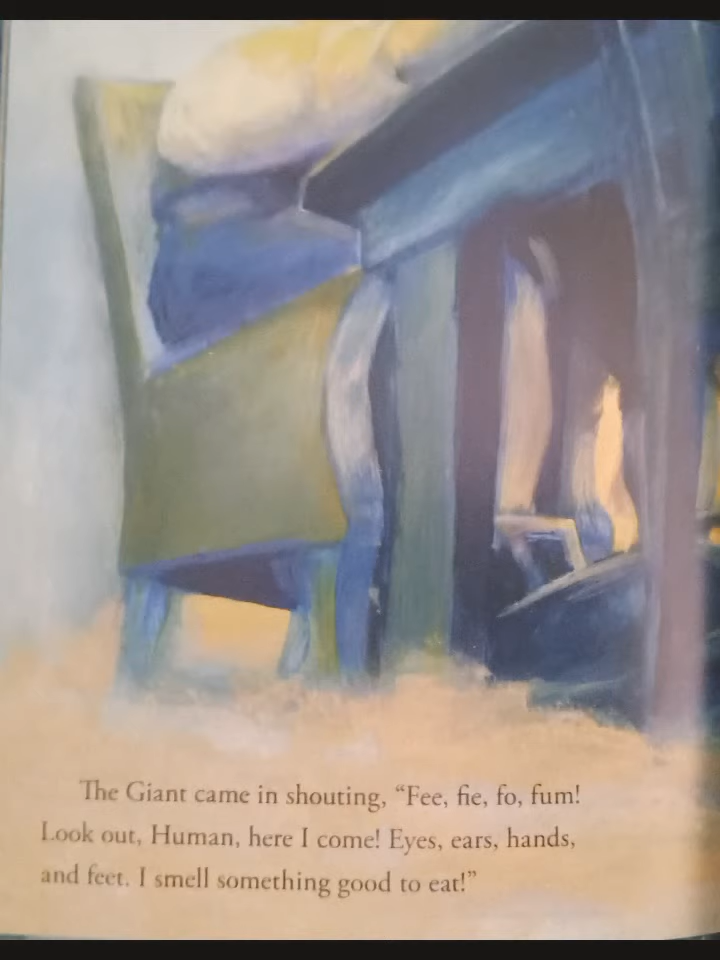 The Giant came in shouting, “Fee, fie, fo, fum!
Look out, Human, here I come! Eyes, ears, hands,
and feet. I smell something good to eat!”